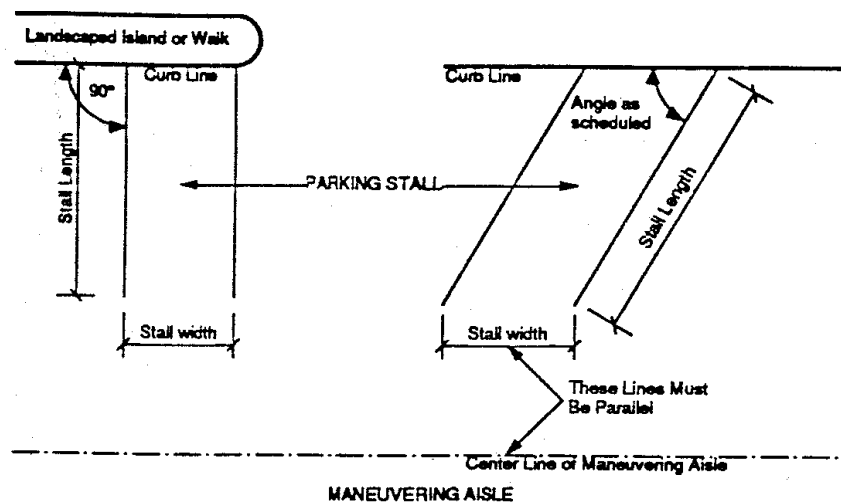 Landscaped Island or Walk
Curb Line
Curb Line
90°
Angle as
scheduled
Stall Length
PARKING STALL
Stall Length
Stall width
Stall width
These Lines Must
Be Parallel
Center Line of Maneuvering Aisle
MANEUVERING AISLE